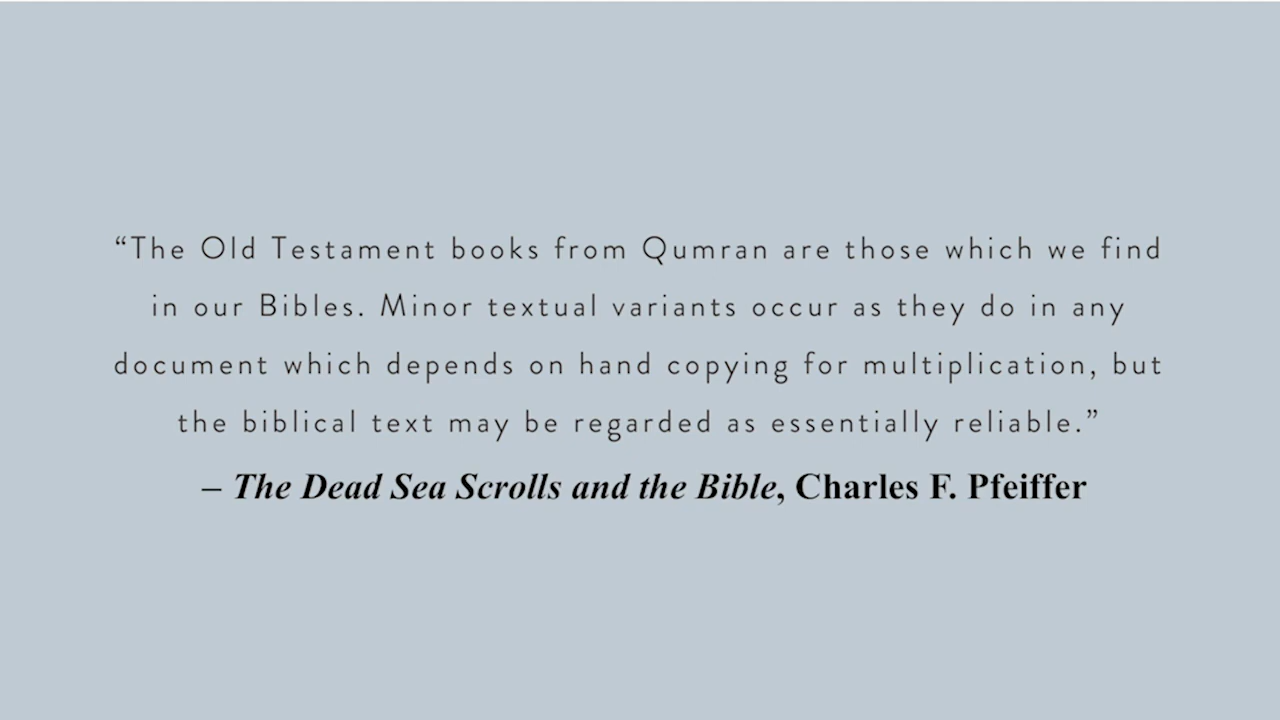 “The Old Testament books from Qumran are those which we find
in our Bibles. Minor textual variants occur as they do in any
document which depends on hand copying for multiplication, but
the biblical text may be regarded as essentially reliable.”
– The Dead Sea Scrolls and the Bible, Charles F. Pfeiffer